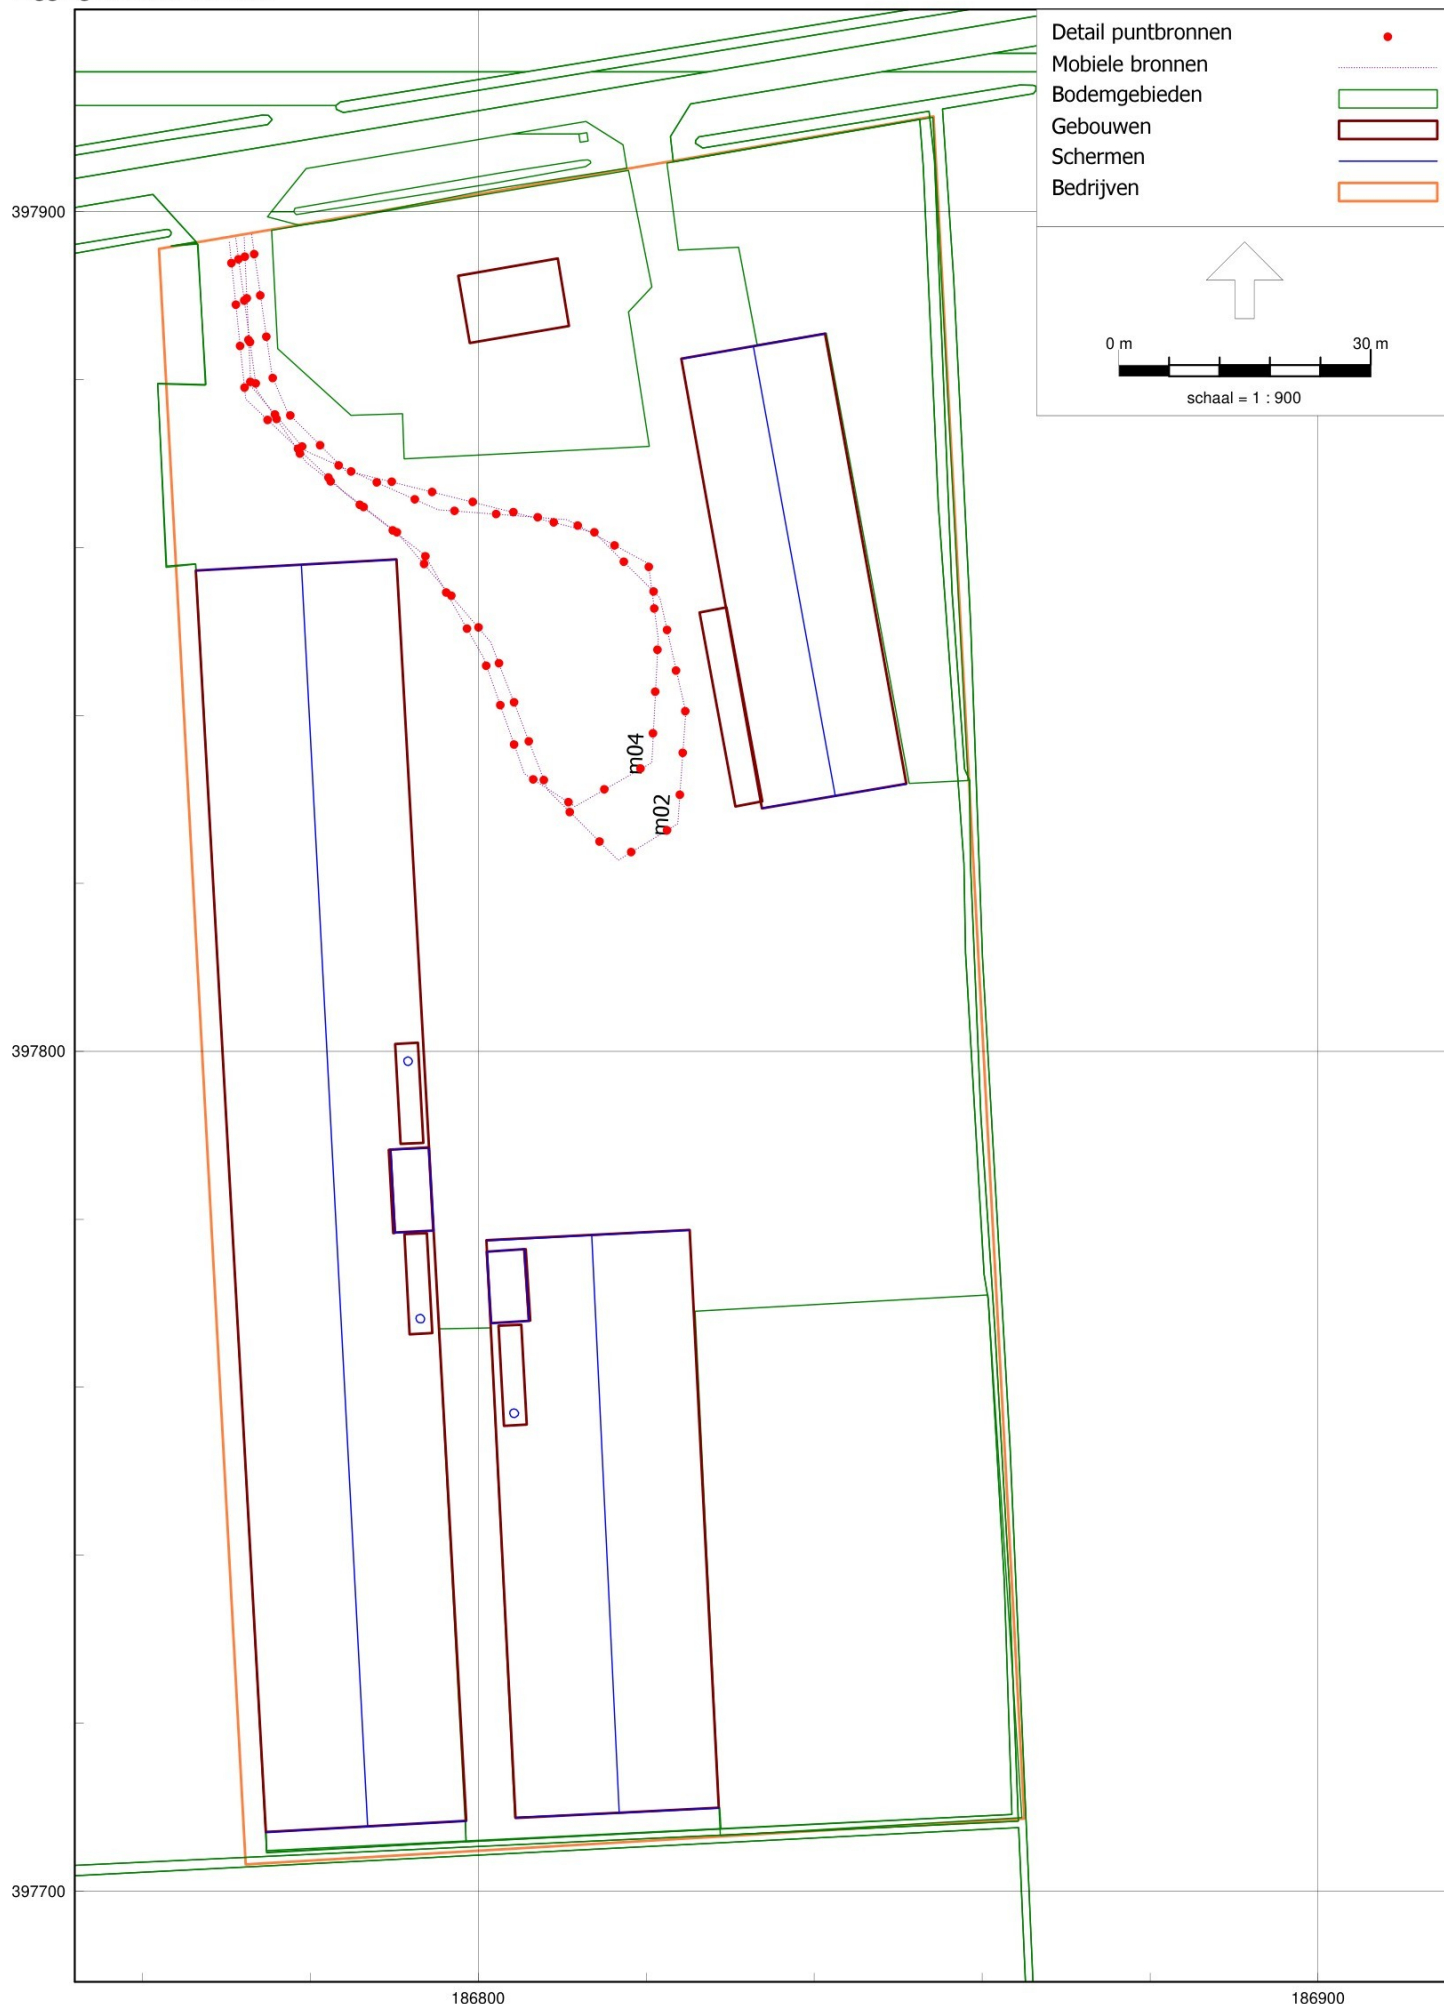 Detail puntbronnen
Mobiele bronnen
Bodemgebieden
Gebouwen
Schermen
Bedrijven
0 m 30 m
schaal = 1 : 900
397900
m04
m02
397800
397700
186800 186900